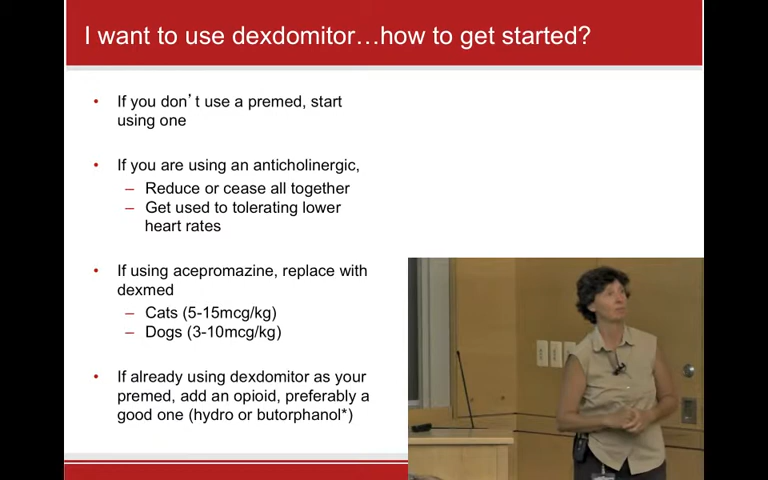 I want to use dexdomitor…how to get started?
• If you don’t use a premed, start
using one
• If you are using an anticholinergic,
– Reduce or cease all together
– Get used to tolerating lower
heart rates
• If using acepromazine, replace with
dexmed
– Cats (5-15mcg/kg)
– Dogs (3-10mcg/kg)
• If already using dexdomitor as your
premed, add an opioid, preferably a
good one (hydro or butorphanol*)